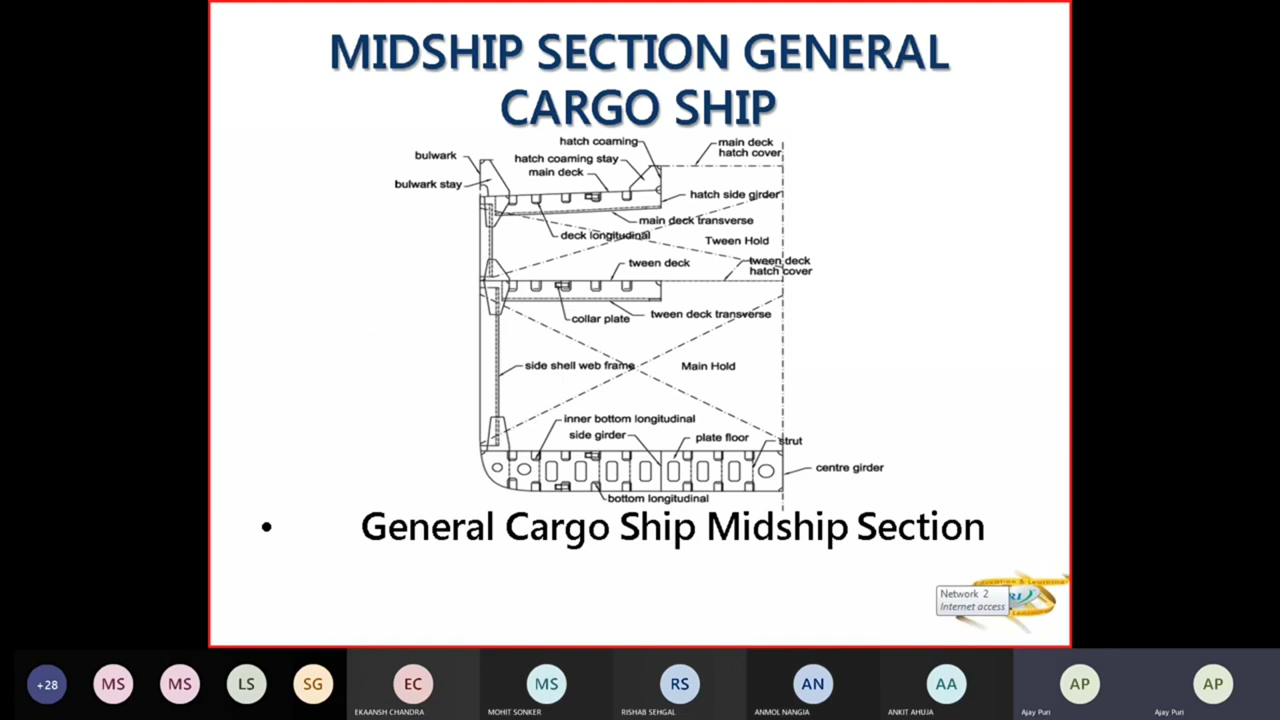 MIDSHIP SECTION GENERAL
CARGO SHIP
hatch coaming
main deck
hatch cover
bulwark
hatch coaming stay
main deck
bulwark stay
hatch side girder
main deck transverse
deck longitudinal
Tween Hold
tween deck
tween deck
hatch cover
collar plate
tween deck transverse
side shell web frame
Main Hold
inner bottom longitudinal
side girder
plate floor
strut
centre girder
bottom longitudinal
• General Cargo Ship Midship Section
Education & Learning
Network 2
Internet access
+28
MS
MS
LS
SG
EC
MS
RS
AN
AA
AP
AP
EKAANSH CHANDRA
MOHIT SONKER
RISHAB SEHGAL
ANMOL NANGIA
ANKIT AHUJA
Ajay Puri
Ajay Puri